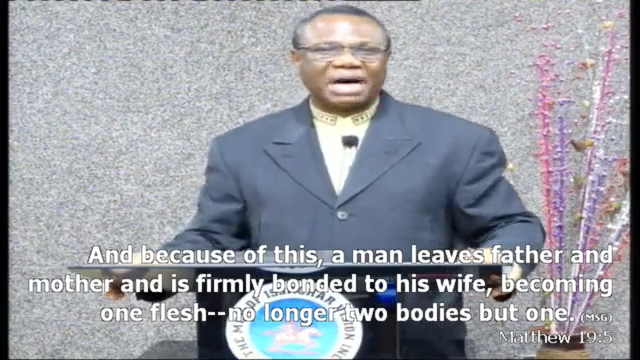 And because of this, a man leaves father and
mother and is firmly bonded to his wife, becoming
one flesh--no longer two bodies but one. (MSG)
Matthew 19:5